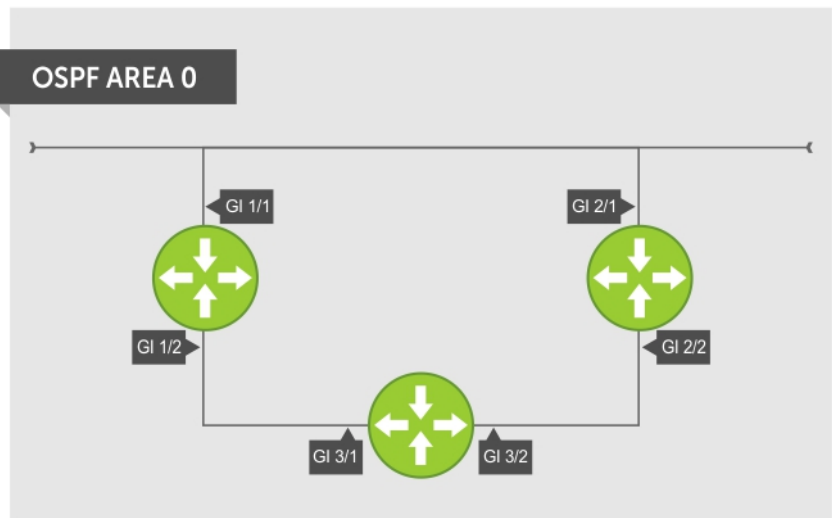 OSPF AREA 0
GI 1/1
GI 2/1
GI 1/2
GI 2/2
GI 3/1
GI 3/2